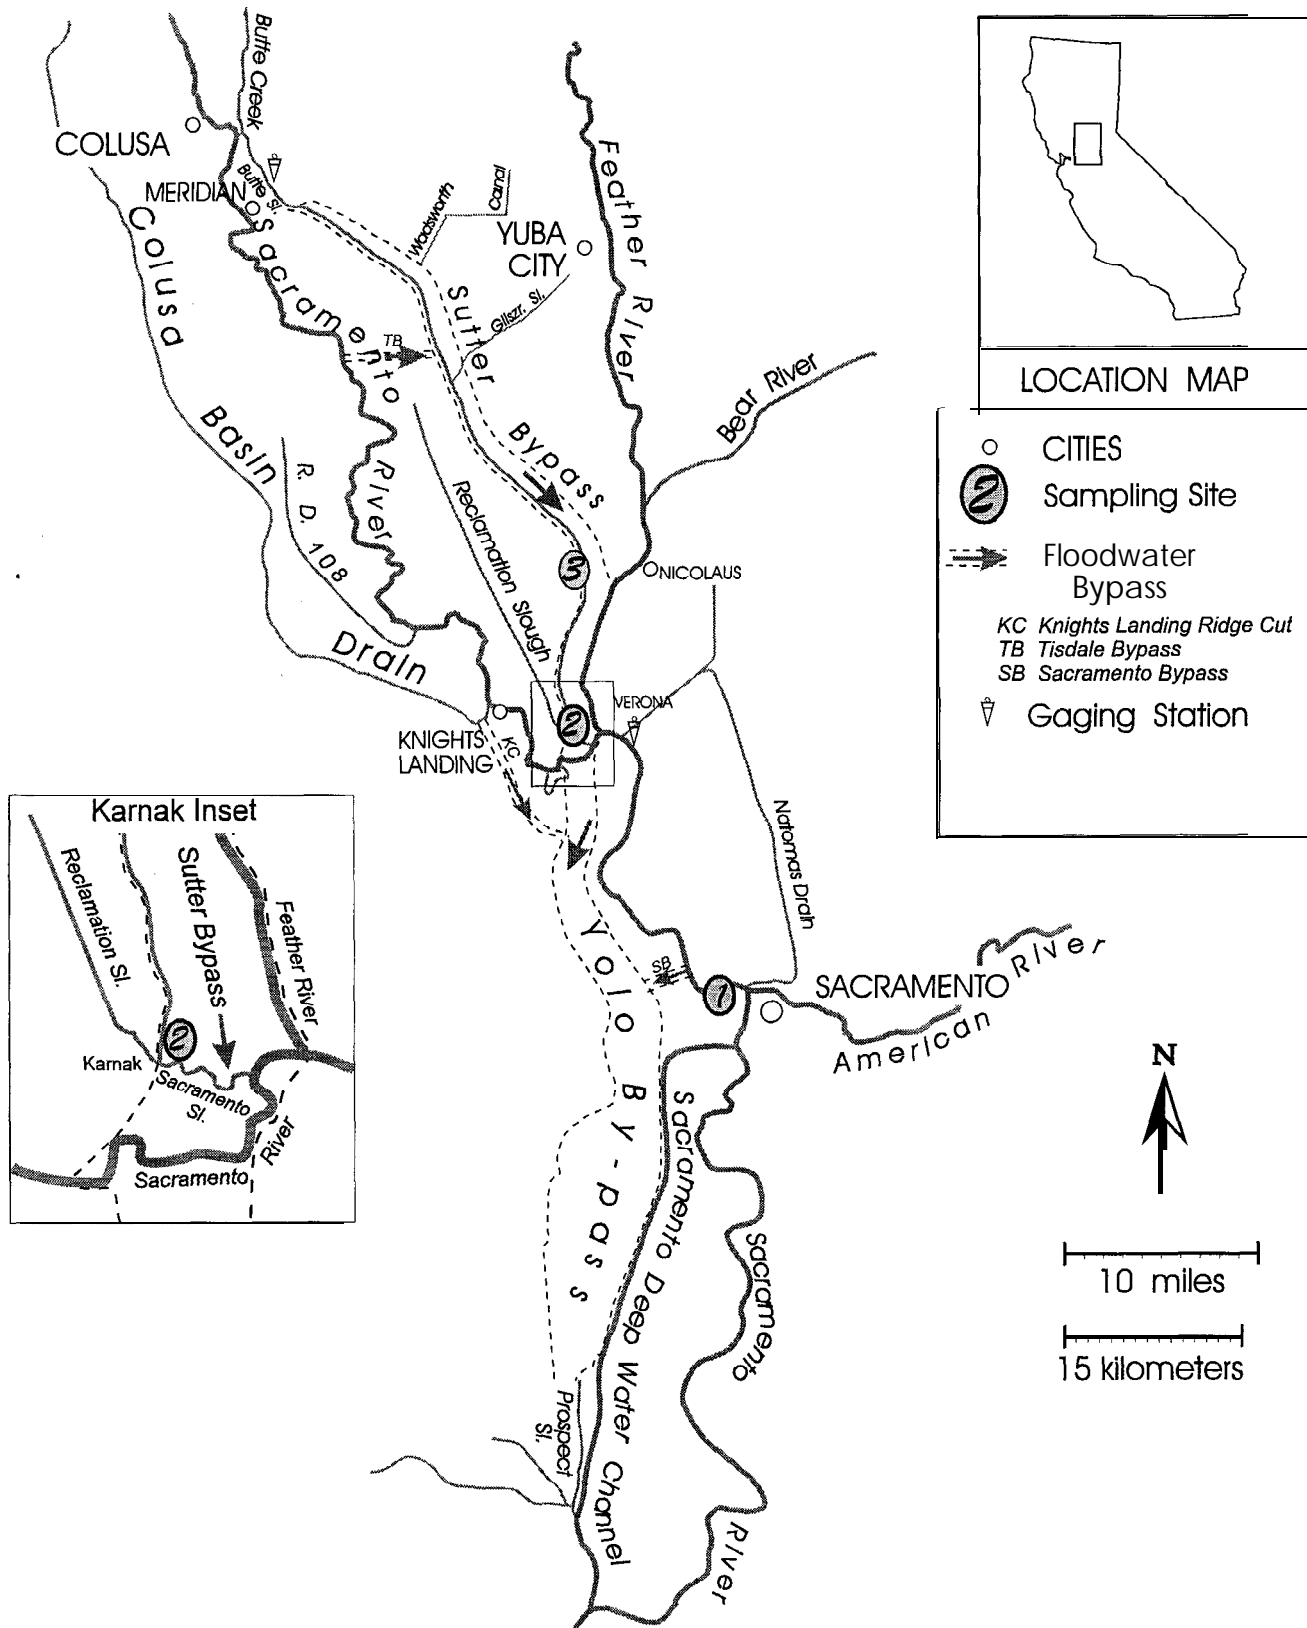 Butte Creek
COLUSA
MERIDIAN
Butte Sl.
Wadsworth
Canal
YUBA
CITY
Gilszr. Sl.
Feather River
Bear River
Colusa Basin Drain
Sacramento River
TB
Sutter Bypass
R. D. 108
Reclamation Slough
3
NICOLAUS
VERONA
2
KNIGHTS
LANDING
KC
Natomas Drain
SB
1
SACRAMENTO
American River
Yolo By-pass
Sacramento Deep Water Channel
Sacramento
River
Prospect
Sl.
LOCATION MAP
CITIES
2 Sampling Site
Floodwater
Bypass
KC Knights Landing Ridge Cut
TB Tisdale Bypass
SB Sacramento Bypass
Gaging Station
Karnak Inset
Reclamation Sl.
Sutter Bypass
Feather River
2
Karnak
Sacramento
Sl.
Sacramento
River
N
10 miles
15 kilometers